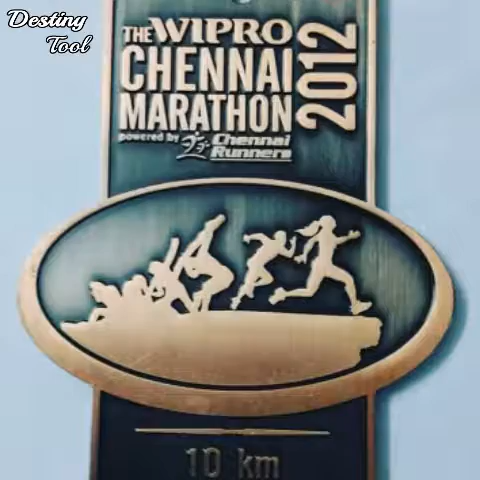 Destiny
Tool
THE WIPRO
CHENNAI
MARATHON
2012
powered by Chennai
Runners
10 km